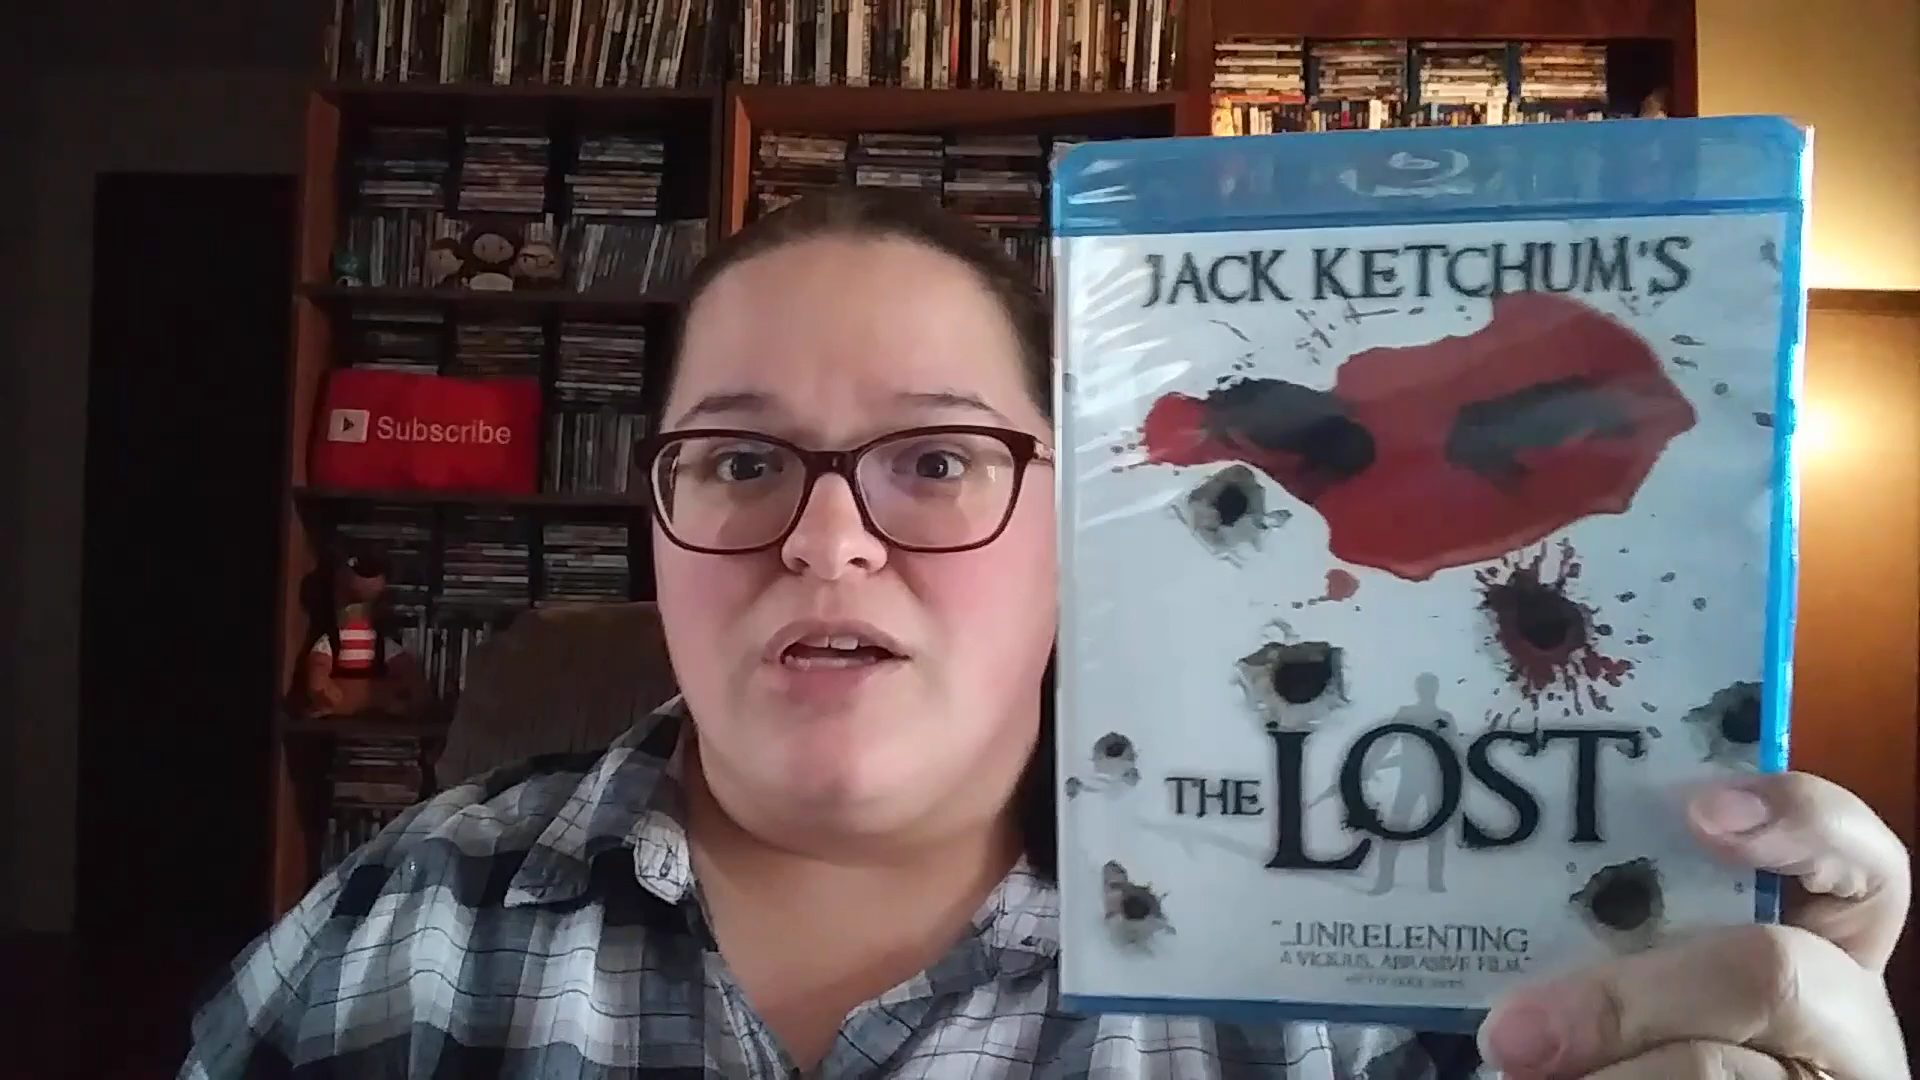 Subscribe
JACK KETCHUM'S
THE LOST
"...UNRELENTING
A VICIOUS, ABRASIVE FILM."